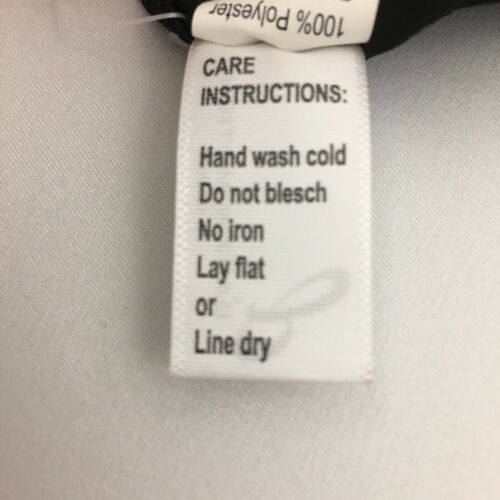 100% Polyester
CARE
INSTRUCTIONS:
Hand wash cold
Do not blesch
No iron
Lay flat
or
Line dry